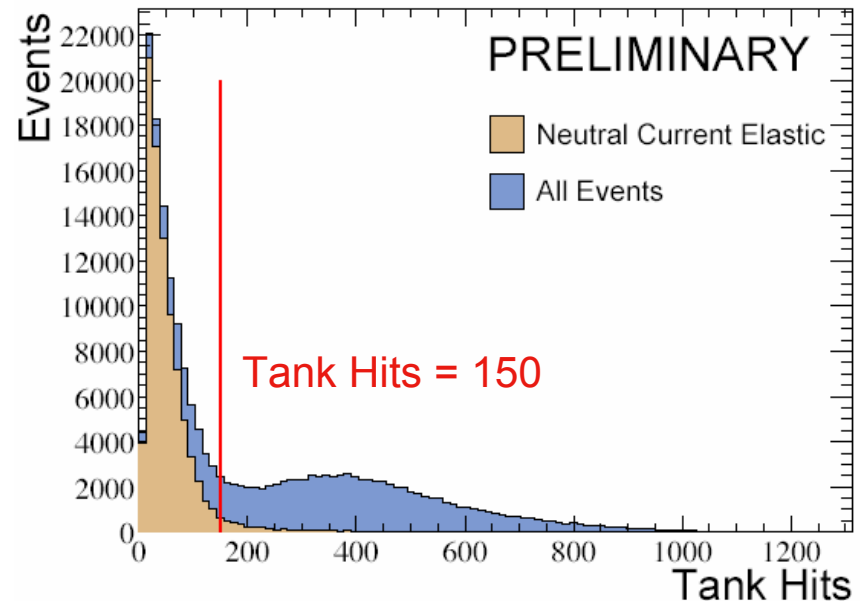 PRELIMINARY
Neutral Current Elastic
All Events
Tank Hits = 150
Events
22000
20000
18000
16000
14000
12000
10000
8000
6000
4000
2000
0
0 200 400 600 800 1000 1200
Tank Hits